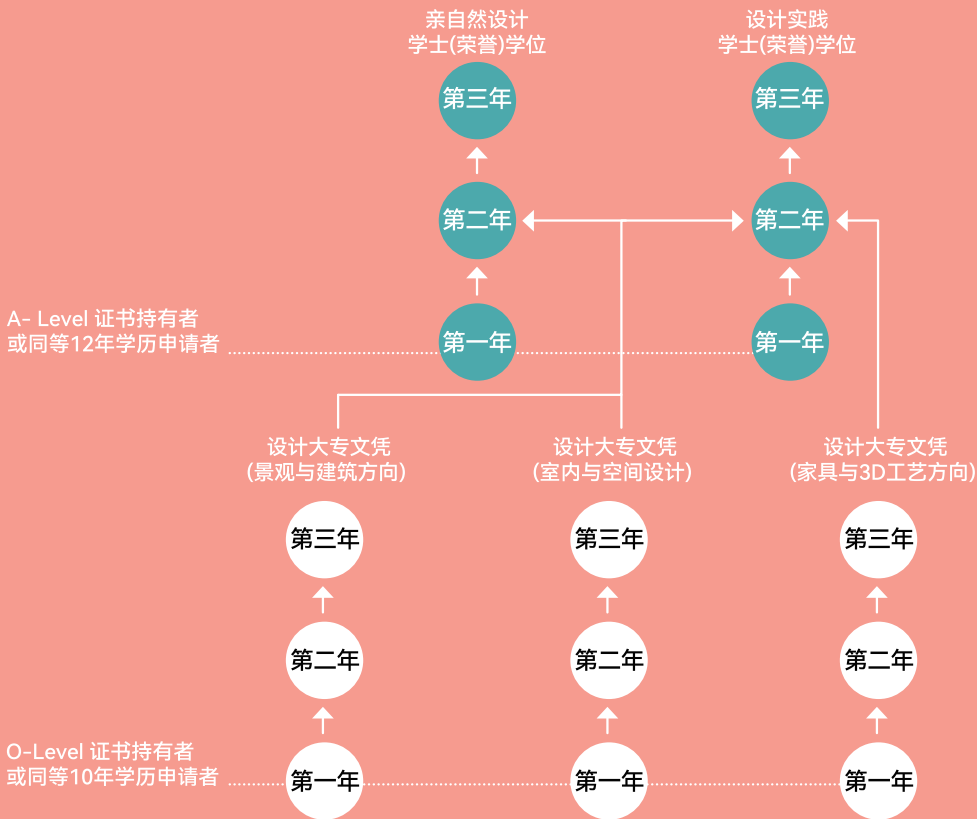 亲自然设计
学士(荣誉)学位
设计实践
学士(荣誉)学位
第三年
第三年
第二年
第二年
A- Level 证书持有者
或同等12年学历申请者
第一年
第一年
设计大专文凭
(景观与建筑方向)
设计大专文凭
(室内与空间设计)
设计大专文凭
(家具与3D工艺方向)
第三年
第三年
第三年
第二年
第二年
第二年
O-Level 证书持有者
或同等10年学历申请者
第一年
第一年
第一年